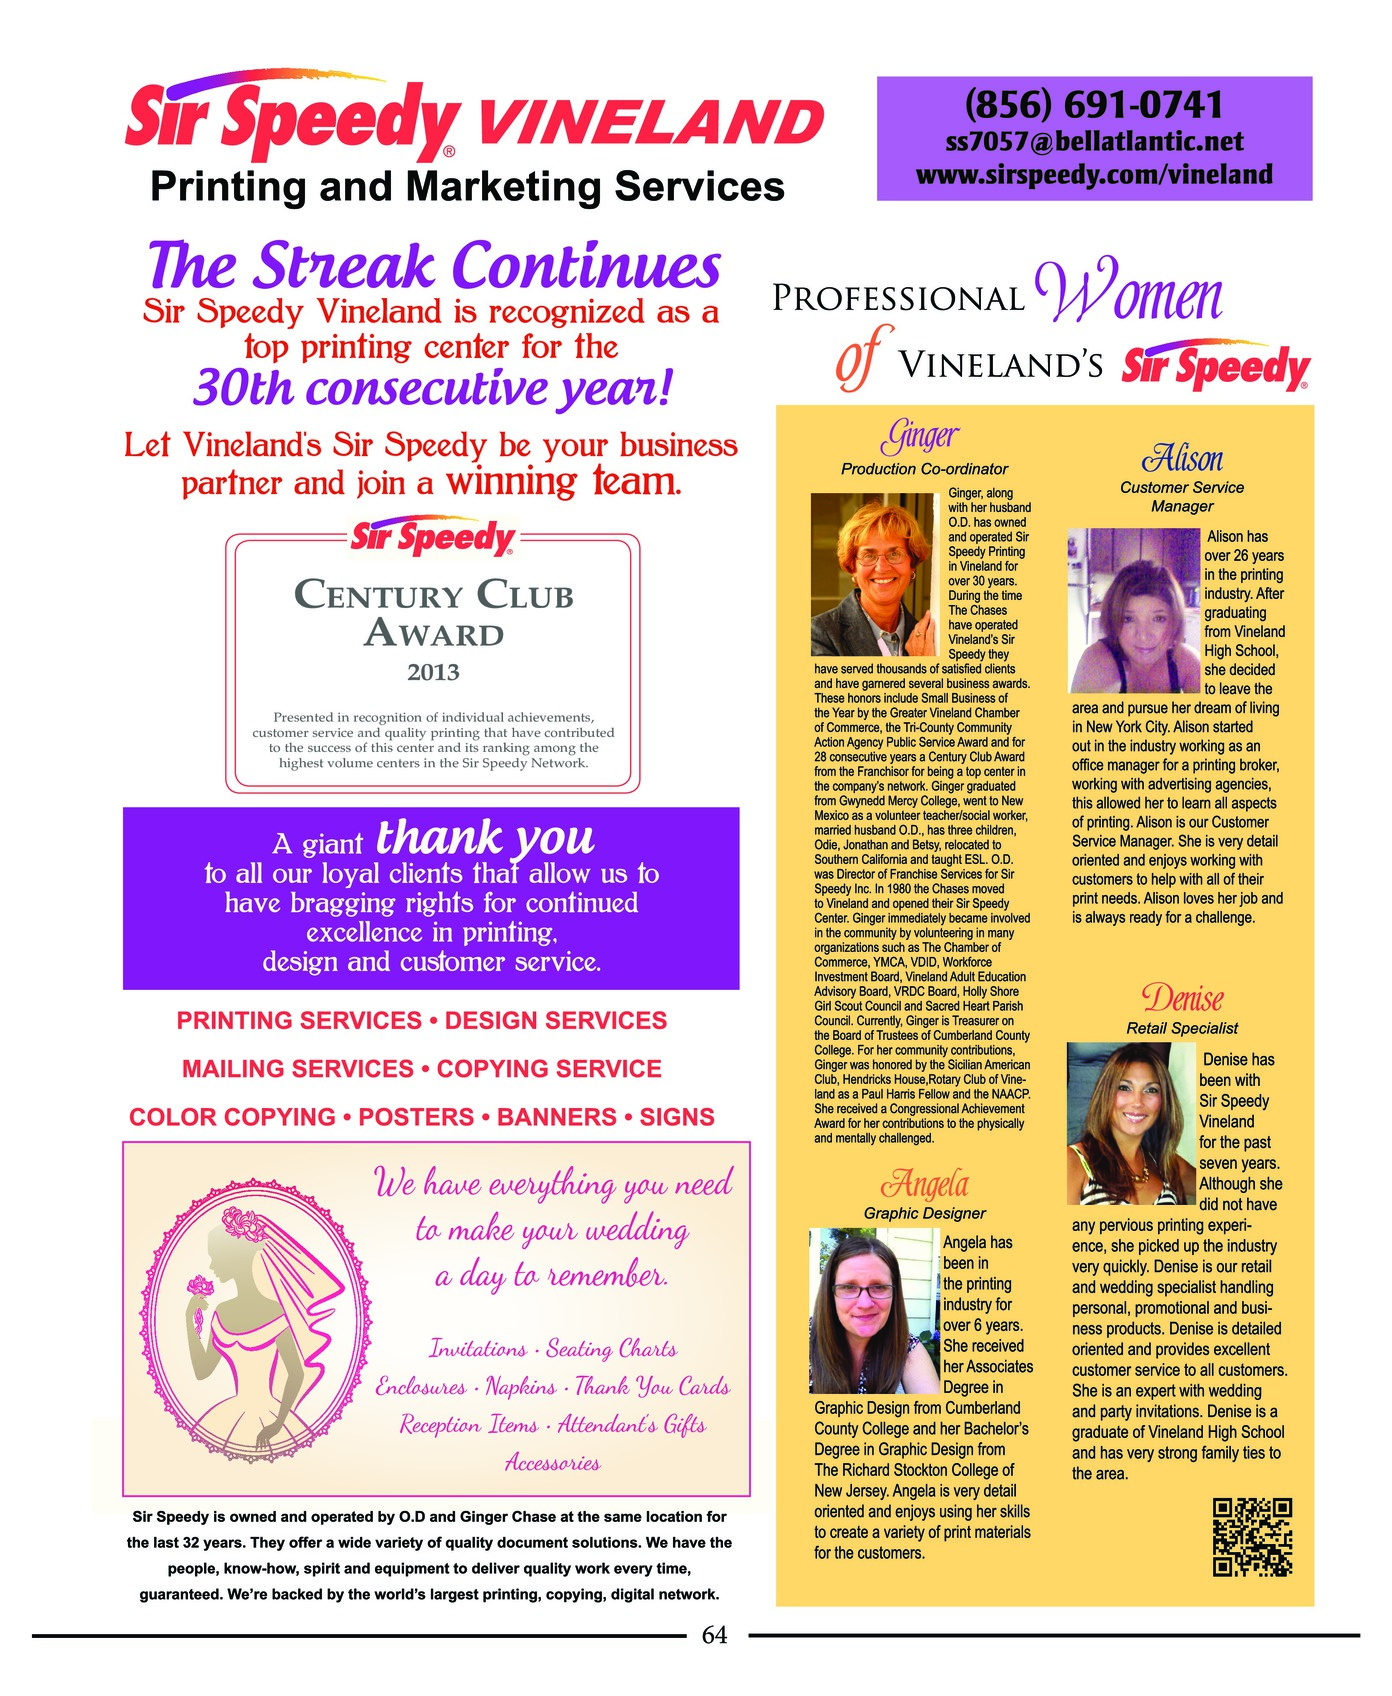 Sir Speedy® VINELAND
Printing and Marketing Services
(856) 691-0741
ss7057@bellatlantic.net
www.sirspeedy.com/vineland
The Streak Continues
Sir Speedy Vineland is recognized as a
top printing center for the
30th consecutive year!
Let Vineland's Sir Speedy be your business
partner and join a winning team.
Sir Speedy®
CENTURY CLUB
AWARD
2013
Presented in recognition of individual achievements,
customer service and quality printing that have contributed
to the success of this center and its ranking among the
highest volume centers in the Sir Speedy Network.
A giant thank you
to all our loyal clients that allow us to
have bragging rights for continued
excellence in printing,
design and customer service.
PRINTING SERVICES • DESIGN SERVICES
MAILING SERVICES • COPYING SERVICE
COLOR COPYING • POSTERS • BANNERS • SIGNS
We have everything you need
to make your wedding
a day to remember.
Invitations · Seating Charts
Enclosures · Napkins · Thank You Cards
Reception Items · Attendant's Gifts
Accessories
Sir Speedy is owned and operated by O.D and Ginger Chase at the same location for
the last 32 years. They offer a wide variety of quality document solutions. We have the
people, know-how, spirit and equipment to deliver quality work every time,
guaranteed. We're backed by the world's largest printing, copying, digital network.
PROFESSIONAL Women
of VINELAND'S Sir Speedy®
Ginger
Production Co-ordinator
Ginger, along
with her husband
O.D. has owned
and operated Sir
Speedy Printing
in Vineland for
over 30 years.
During the time
The Chases
have operated
Vineland's Sir
Speedy they
have served thousands of satisfied clients
and have garnered several business awards.
These honors include Small Business of
the Year by the Greater Vineland Chamber
of Commerce, the Tri-County Community
Action Agency Public Service Award and for
28 consecutive years a Century Club Award
from the Franchisor for being a top center in
the company's network. Ginger graduated
from Gwynedd Mercy College, went to New
Mexico as a volunteer teacher/social worker,
married husband O.D., has three children,
Odie, Jonathan and Betsy, relocated to
Southern California and taught ESL. O.D.
was Director of Franchise Services for Sir
Speedy Inc. In 1980 the Chases moved
to Vineland and opened their Sir Speedy
Center. Ginger immediately became involved
in the community by volunteering in many
organizations such as The Chamber of
Commerce, YMCA, VDID, Workforce
Investment Board, Vineland Adult Education
Advisory Board, VRDC Board, Holly Shore
Girl Scout Council and Sacred Heart Parish
Council. Currently, Ginger is Treasurer on
the Board of Trustees of Cumberland County
College. For her community contributions,
Ginger was honored by the Sicilian American
Club, Hendricks House,Rotary Club of Vine-
land as a Paul Harris Fellow and the NAACP.
She received a Congressional Achievement
Award for her contributions to the physically
and mentally challenged.
Angela
Graphic Designer
Angela has
been in
the printing
industry for
over 6 years.
She received
her Associates
Degree in
Graphic Design from Cumberland
County College and her Bachelor's
Degree in Graphic Design from
The Richard Stockton College of
New Jersey. Angela is very detail
oriented and enjoys using her skills
to create a variety of print materials
for the customers.
Alison
Customer Service
Manager
Alison has
over 26 years
in the printing
industry. After
graduating
from Vineland
High School,
she decided
to leave the
area and pursue her dream of living
in New York City. Alison started
out in the industry working as an
office manager for a printing broker,
working with advertising agencies,
this allowed her to learn all aspects
of printing. Alison is our Customer
Service Manager. She is very detail
oriented and enjoys working with
customers to help with all of their
print needs. Alison loves her job and
is always ready for a challenge.
Denise
Retail Specialist
Denise has
been with
Sir Speedy
Vineland
for the past
seven years.
Although she
did not have
any pervious printing experi-
ence, she picked up the industry
very quickly. Denise is our retail
and wedding specialist handling
personal, promotional and busi-
ness products. Denise is detailed
oriented and provides excellent
customer service to all customers.
She is an expert with wedding
and party invitations. Denise is a
graduate of Vineland High School
and has very strong family ties to
the area.
64